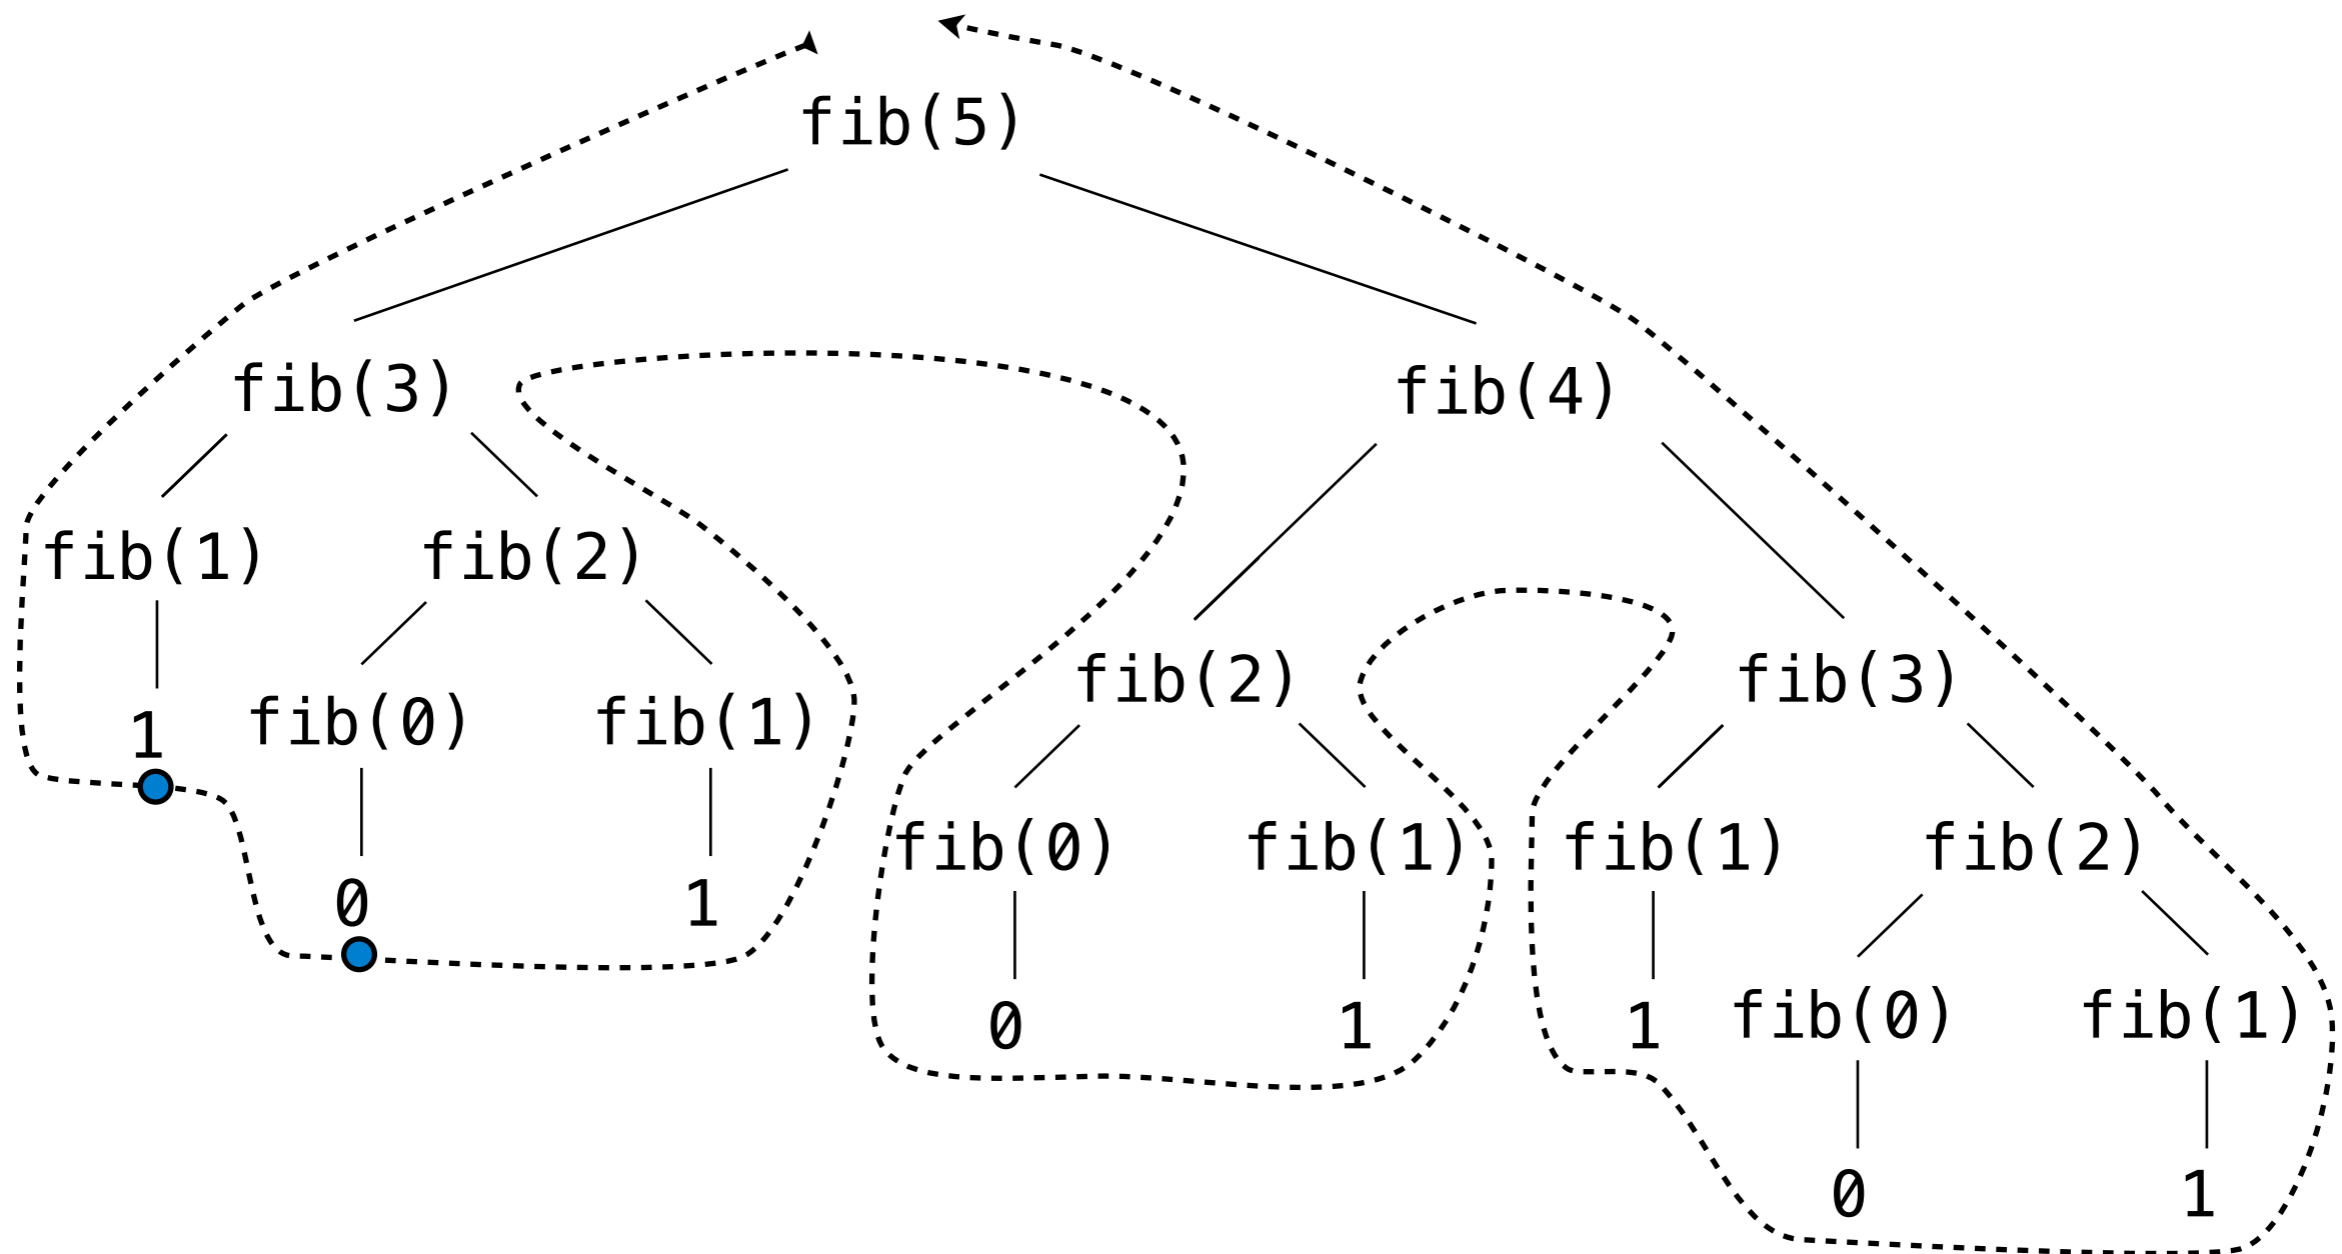 fib(5)
fib(3) fib(4)
fib(1) fib(2)
fib(2) fib(3)
1 fib(0) fib(1)
fib(0) fib(1) fib(1) fib(2)
0 1
0 1 1 fib(0) fib(1)
0 1